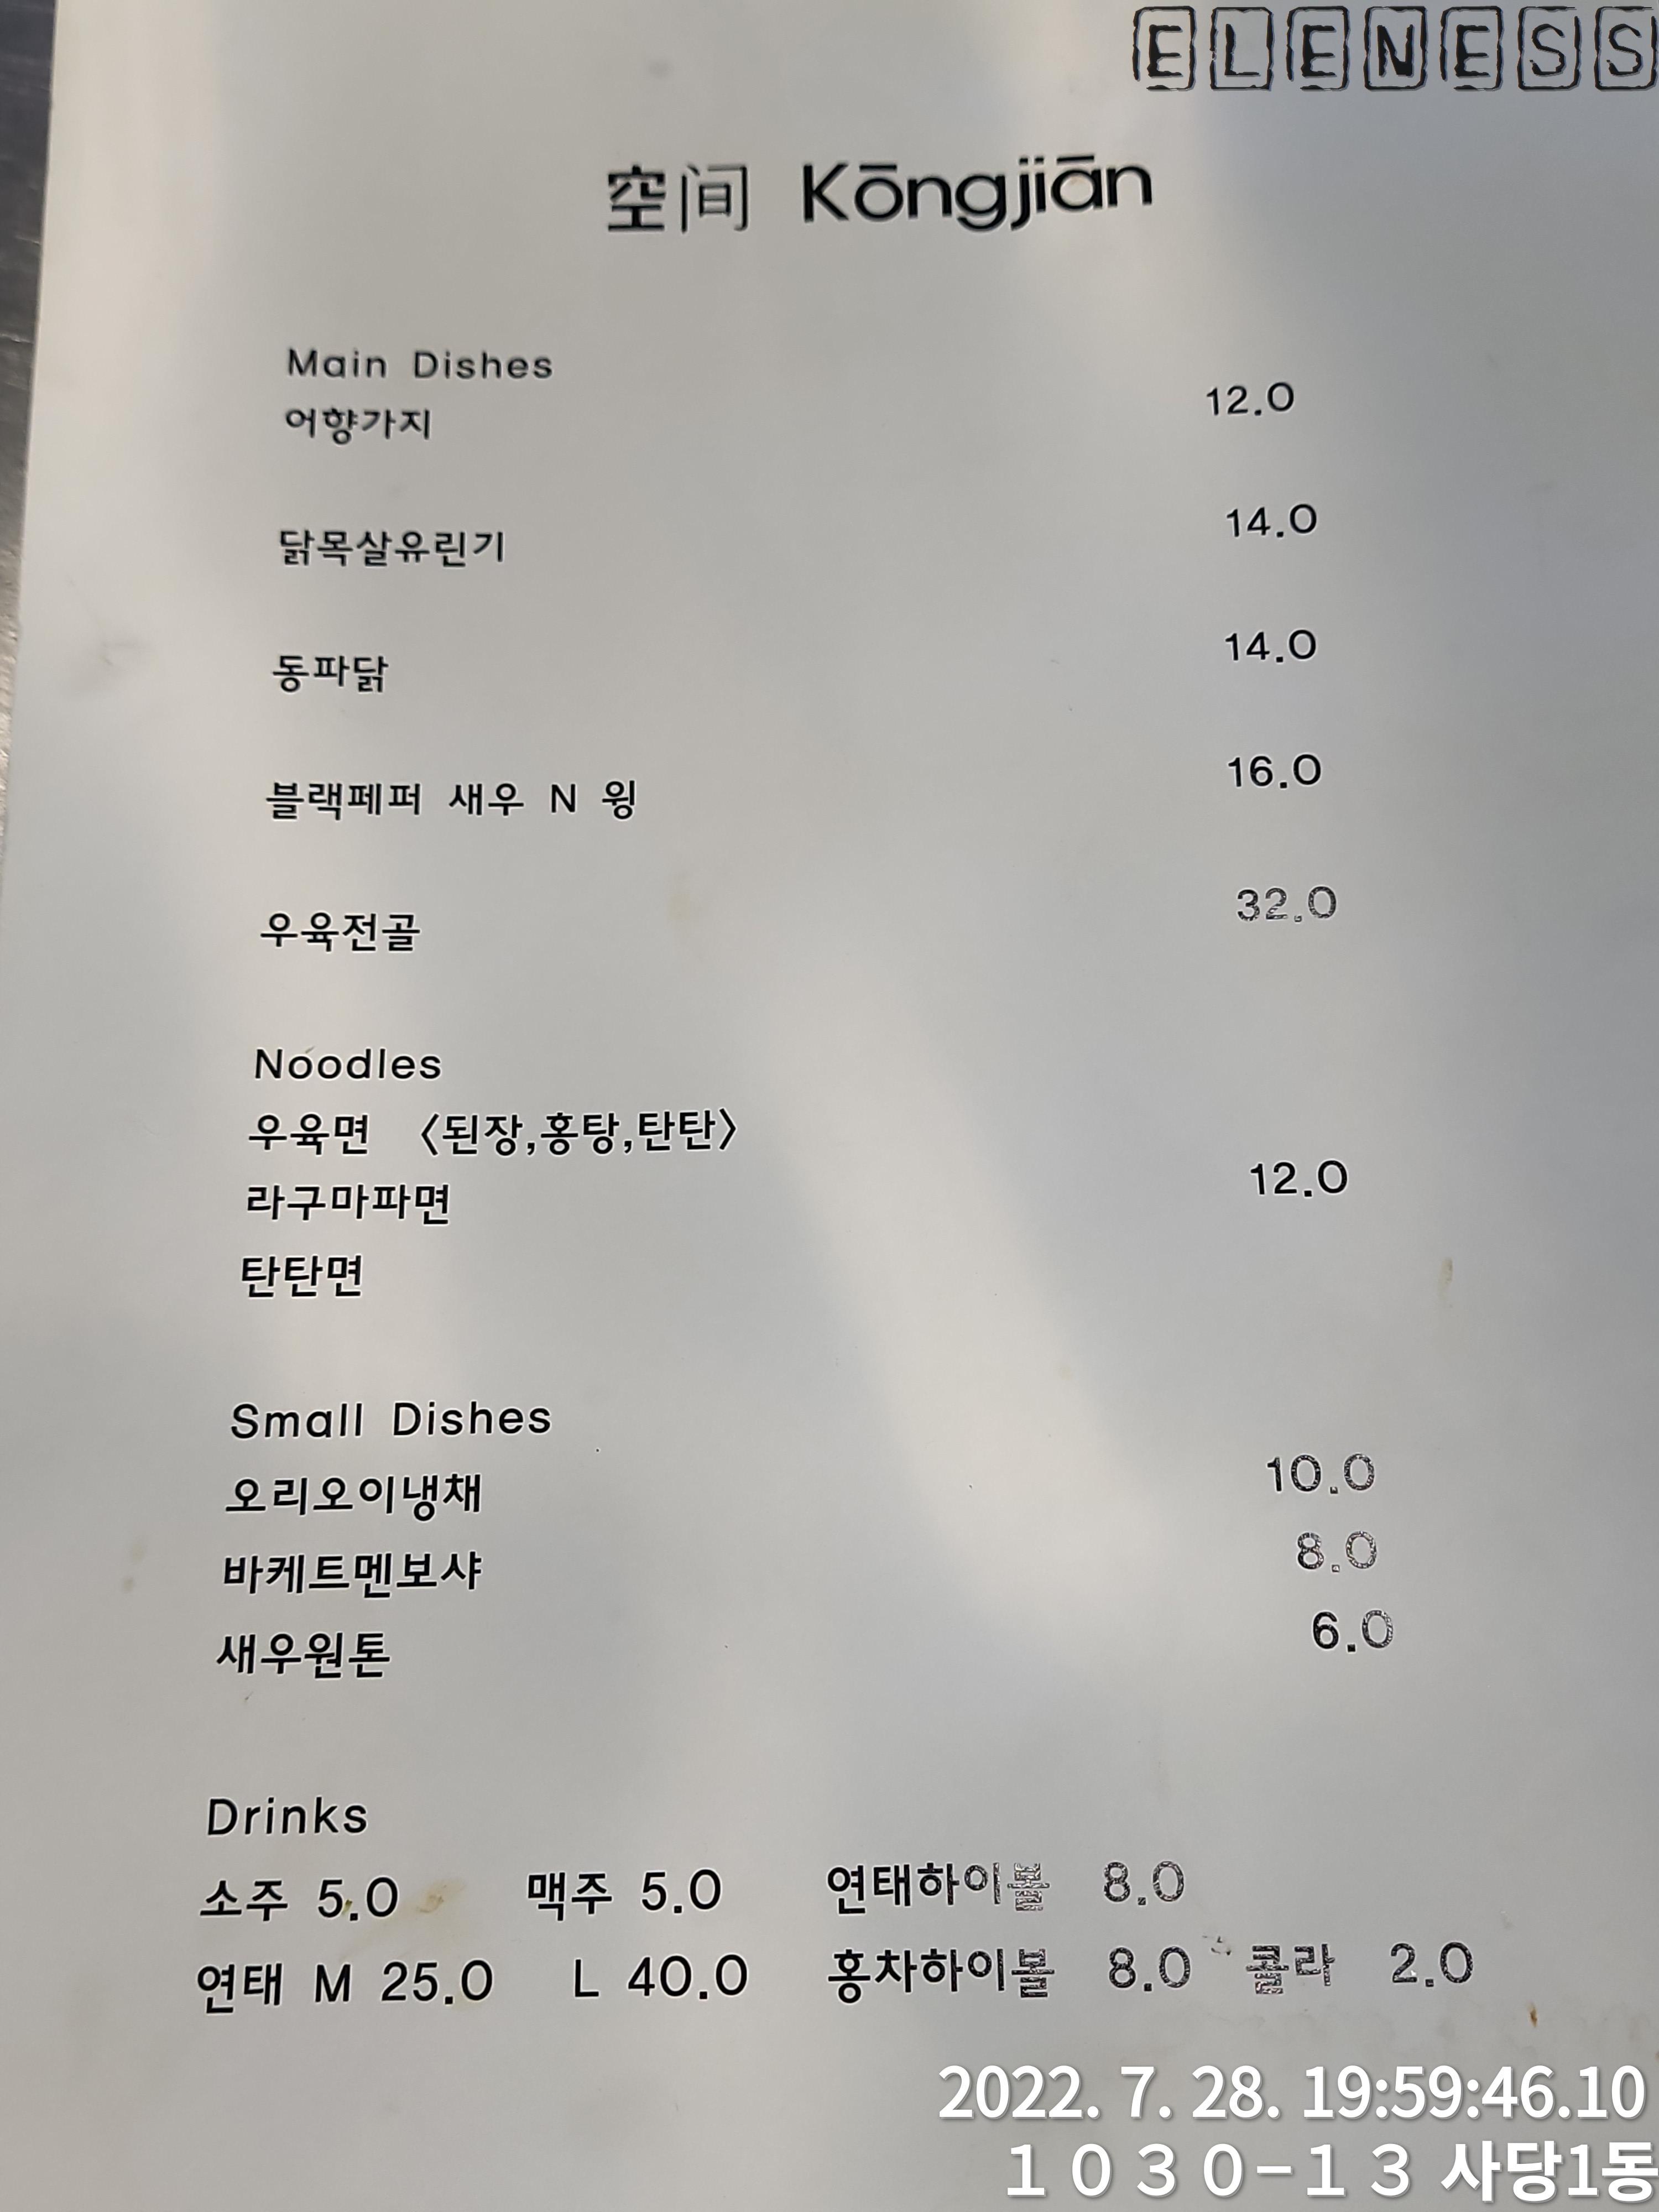 ELENESS
空间 Kōngjiān
Main Dishes
어향가지 12.0
닭목살유린기 14.0
동파닭 14.0
블랙페퍼 새우 N 윙 16.0
우육전골 32.0
Noodles
우육면 〈된장,홍탕,탄탄〉
라구마파면 12.0
탄탄면
Small Dishes
오리오이냉채 10.0
바케트멘보샤 8.0
새우원톤 6.0
Drinks
소주 5.0 맥주 5.0 연태하이볼 8.0
연태 M 25.0 L 40.0 홍차하이볼 8.0 콜라 2.0
2022. 7. 28. 19:59:46.10
１０３０-１３ 사당1동